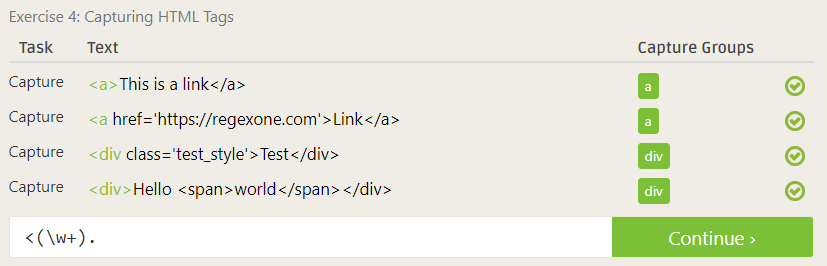 Exercise 4: Capturing HTML Tags
Task Text Capture Groups
Capture <a>This is a link</a> a
Capture <a href='https://regexone.com'>Link</a> a
Capture <div class='test_style'>Test</div> div
Capture <div>Hello <span>world</span></div> div
<(\w+). Continue ›